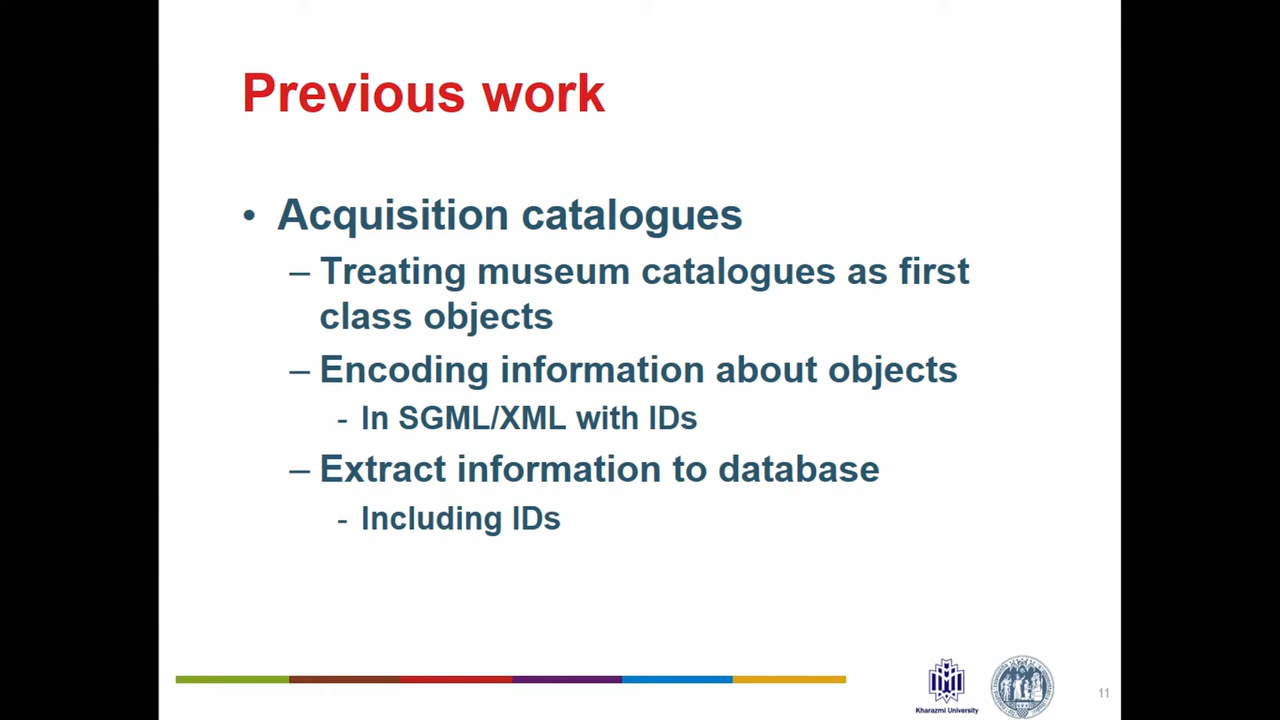 Previous work
• Acquisition catalogues
– Treating museum catalogues as first
class objects
– Encoding information about objects
- In SGML/XML with IDs
– Extract information to database
- Including IDs
Kharazmi University
11